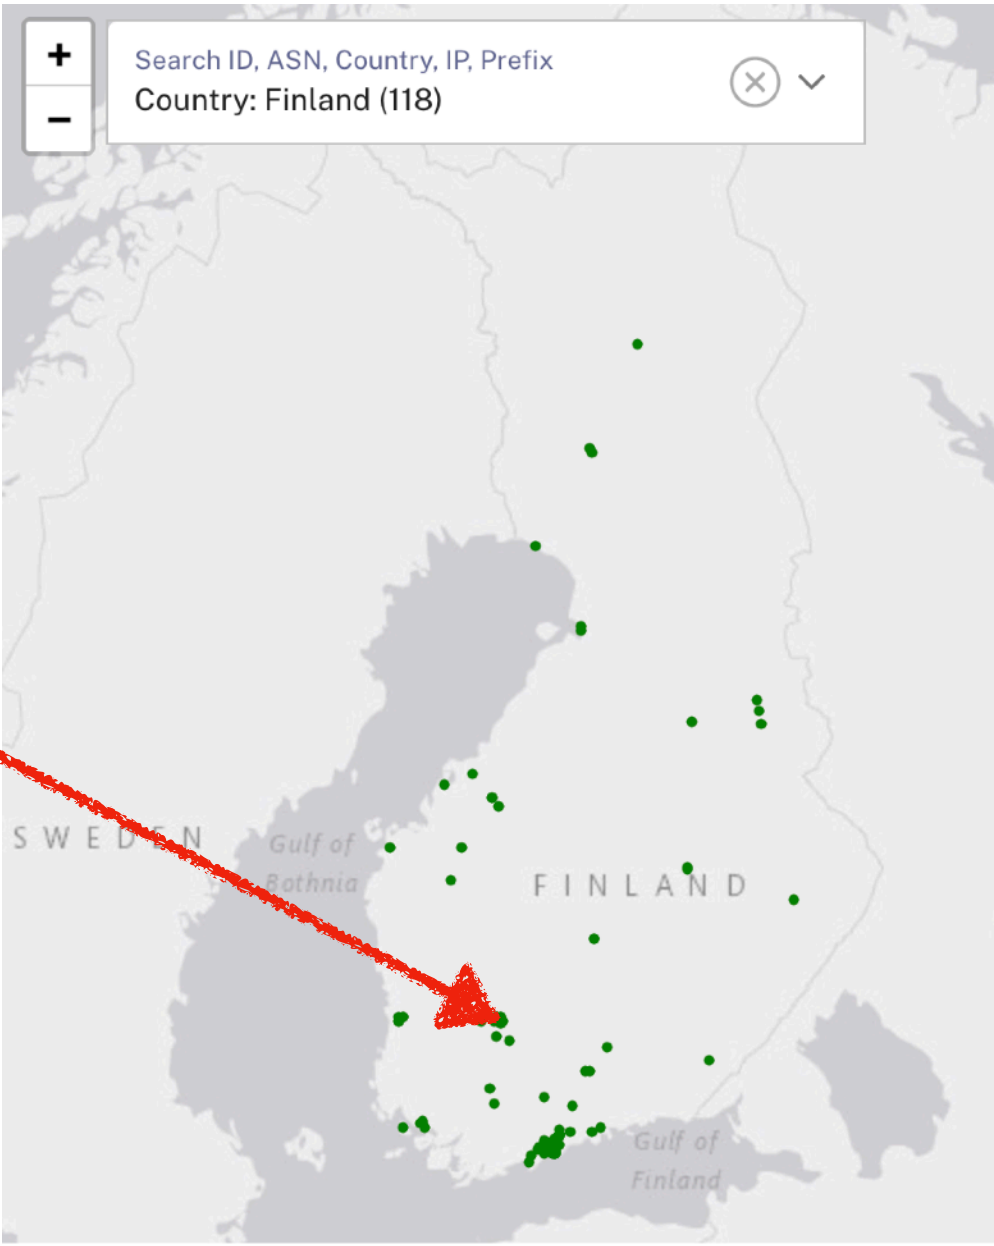 +
Search ID, ASN, Country, IP, Prefix
Country: Finland (118)
−
SWEDEN
Gulf of
Bothnia
FINLAND
Gulf of
Finland